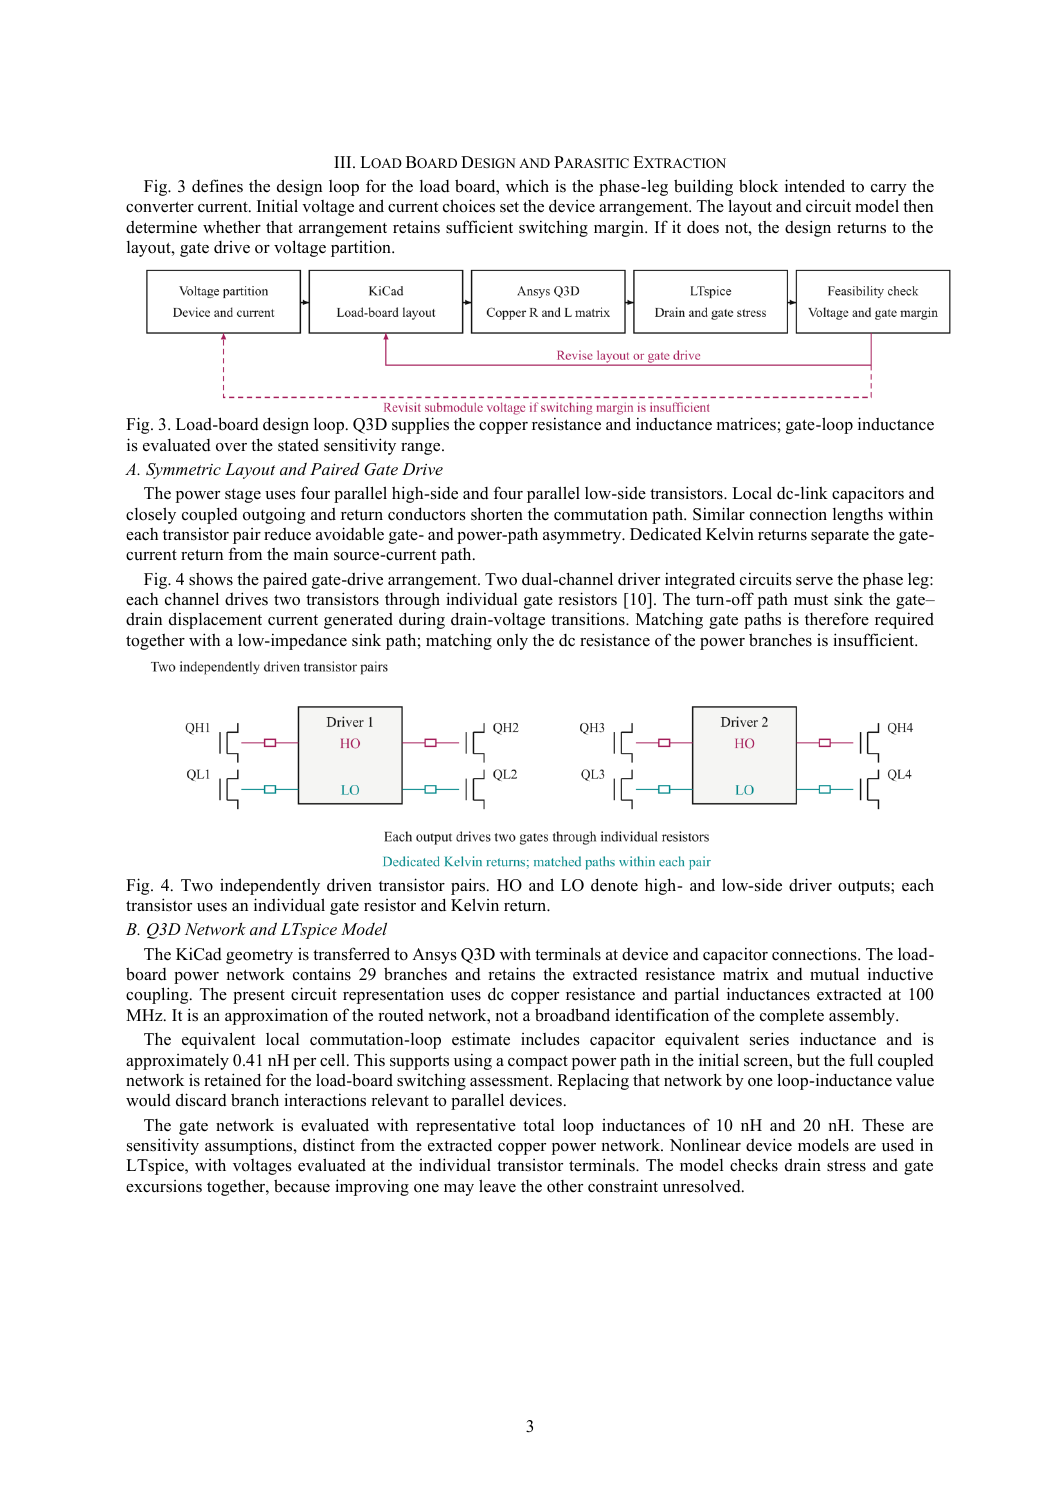 III. LOAD BOARD DESIGN AND PARASITIC EXTRACTION
Fig. 3 defines the design loop for the load board, which is the phase-leg building block intended to carry the
converter current. Initial voltage and current choices set the device arrangement. The layout and circuit model then
determine whether that arrangement retains sufficient switching margin. If it does not, the design returns to the
layout, gate drive or voltage partition.
Voltage partition
Device and current
KiCad
Load-board layout
Ansys Q3D
Copper R and L matrix
LTspice
Drain and gate stress
Feasibility check
Voltage and gate margin
Revise layout or gate drive
Revisit submodule voltage if switching margin is insufficient
Fig. 3. Load-board design loop. Q3D supplies the copper resistance and inductance matrices; gate-loop inductance
is evaluated over the stated sensitivity range.
A. Symmetric Layout and Paired Gate Drive
The power stage uses four parallel high-side and four parallel low-side transistors. Local dc-link capacitors and
closely coupled outgoing and return conductors shorten the commutation path. Similar connection lengths within
each transistor pair reduce avoidable gate- and power-path asymmetry. Dedicated Kelvin returns separate the gate-
current return from the main source-current path.
Fig. 4 shows the paired gate-drive arrangement. Two dual-channel driver integrated circuits serve the phase leg:
each channel drives two transistors through individual gate resistors [10]. The turn-off path must sink the gate–
drain displacement current generated during drain-voltage transitions. Matching gate paths is therefore required
together with a low-impedance sink path; matching only the dc resistance of the power branches is insufficient.
Two independently driven transistor pairs
QH1
Driver 1
HO
QH2
QH3
Driver 2
HO
QH4
QL1
LO
QL2
QL3
LO
QL4
Each output drives two gates through individual resistors
Dedicated Kelvin returns; matched paths within each pair
Fig. 4. Two independently driven transistor pairs. HO and LO denote high- and low-side driver outputs; each
transistor uses an individual gate resistor and Kelvin return.
B. Q3D Network and LTspice Model
The KiCad geometry is transferred to Ansys Q3D with terminals at device and capacitor connections. The load-
board power network contains 29 branches and retains the extracted resistance matrix and mutual inductive
coupling. The present circuit representation uses dc copper resistance and partial inductances extracted at 100
MHz. It is an approximation of the routed network, not a broadband identification of the complete assembly.
The equivalent local commutation-loop estimate includes capacitor equivalent series inductance and is
approximately 0.41 nH per cell. This supports using a compact power path in the initial screen, but the full coupled
network is retained for the load-board switching assessment. Replacing that network by one loop-inductance value
would discard branch interactions relevant to parallel devices.
The gate network is evaluated with representative total loop inductances of 10 nH and 20 nH. These are
sensitivity assumptions, distinct from the extracted copper power network. Nonlinear device models are used in
LTspice, with voltages evaluated at the individual transistor terminals. The model checks drain stress and gate
excursions together, because improving one may leave the other constraint unresolved.
3